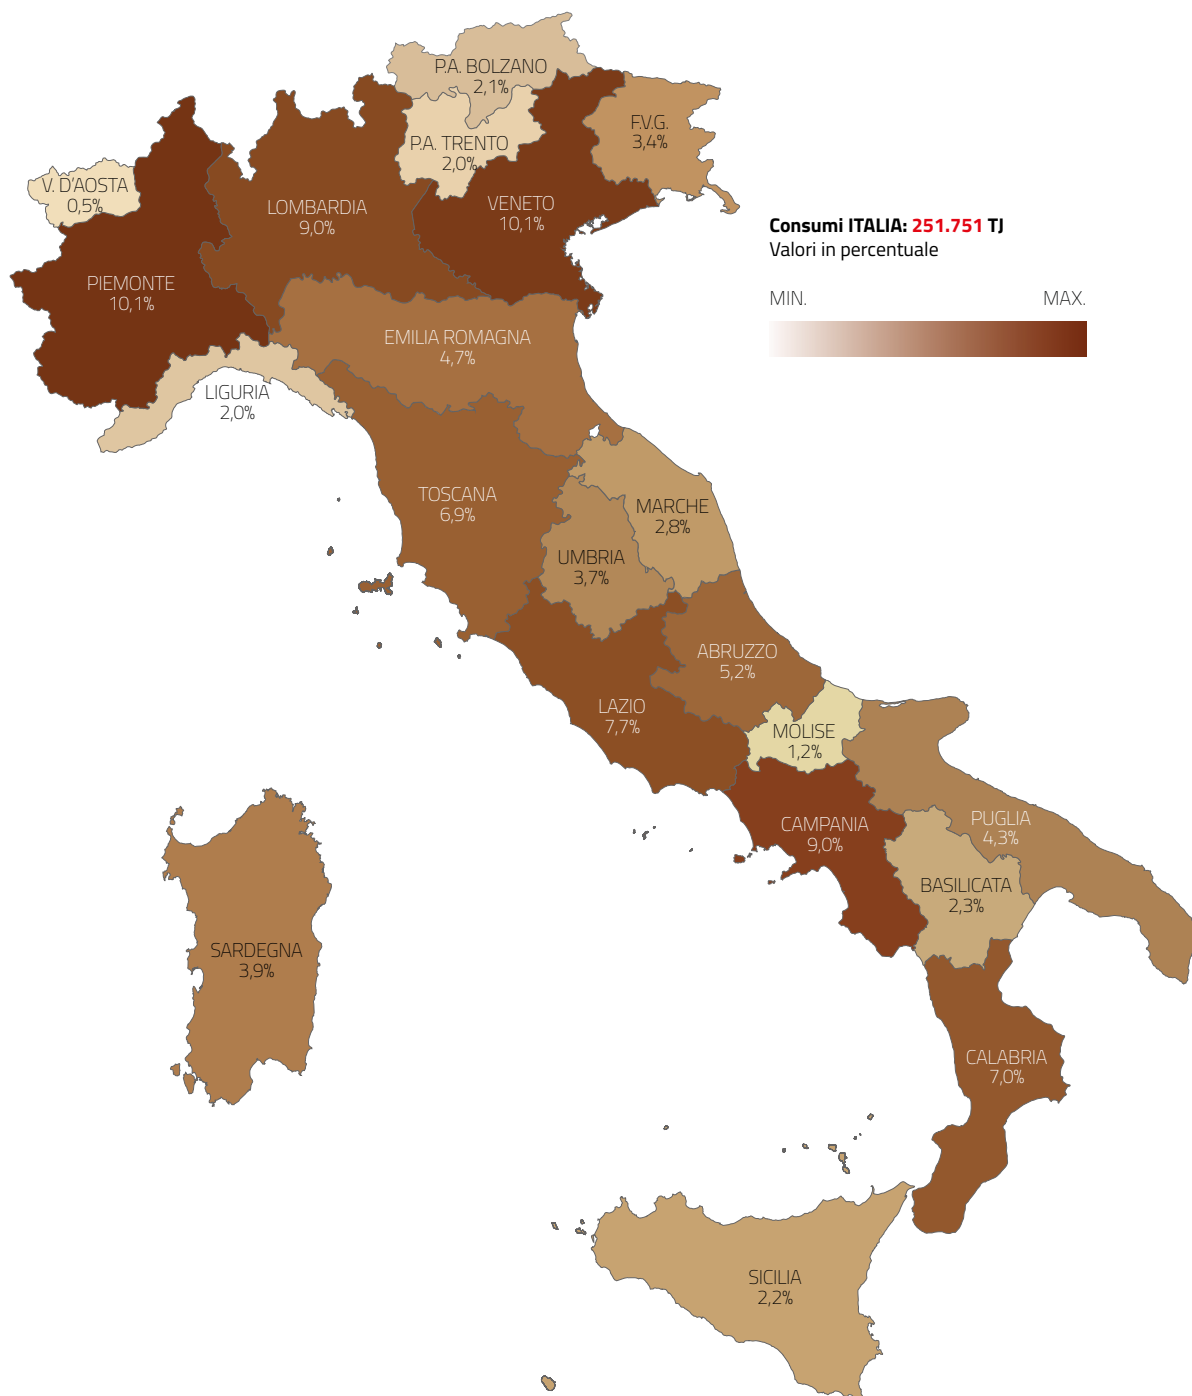 P.A. BOLZANO
2,1%
P.A. TRENTO
2,0%
F.V.G.
3,4%
V. D'AOSTA
0,5%
LOMBARDIA
9,0%
VENETO
10,1%
Consumi ITALIA: 251.751 TJ
Valori in percentuale
MIN. MAX.
PIEMONTE
10,1%
EMILIA ROMAGNA
4,7%
LIGURIA
2,0%
TOSCANA
6,9%
MARCHE
2,8%
UMBRIA
3,7%
ABRUZZO
5,2%
LAZIO
7,7%
MOLISE
1,2%
CAMPANIA
9,0%
PUGLIA
4,3%
BASILICATA
2,3%
SARDEGNA
3,9%
CALABRIA
7,0%
SICILIA
2,2%